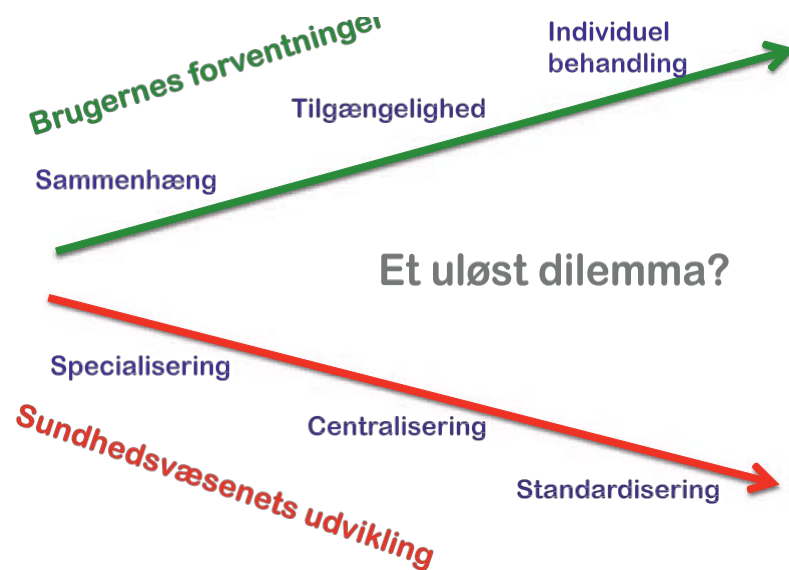 Brugernes forventninger
Individuel
behandling
Tilgængelighed
Sammenhæng
Et uløst dilemma?
Specialisering
Centralisering
Standardisering
Sundhedsvæsenets udvikling